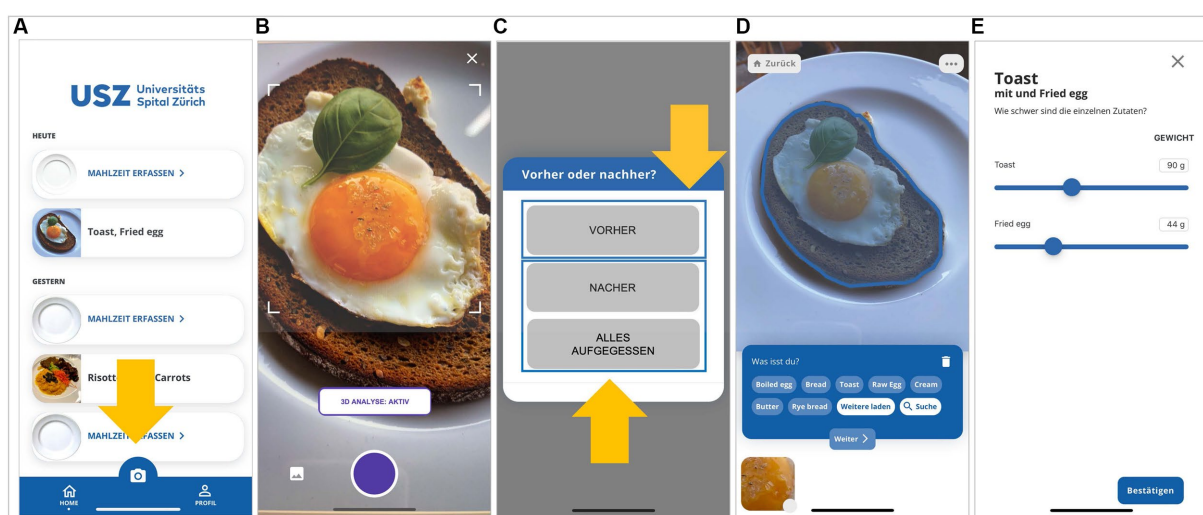 A
USZ Universitäts
Spital Zürich
HEUTE
MAHLZEIT ERFASSEN >
Toast, Fried egg
GESTERN
MAHLZEIT ERFASSEN >
Risott Carrots
MAHLZEIT ERFASSEN >
HOME
PROFIL
B
3D ANALYSE: AKTIV
C
Vorher oder nachher?
VORHER
NACHER
ALLES
AUFGEGESSEN
D
Zurück
Was isst du?
Boiled egg Bread Toast Raw Egg Cream
Butter Rye bread Weitere laden Suche
Weiter >
E
Toast
mit und Fried egg
Wie schwer sind die einzelnen Zutaten?
GEWICHT
Toast 90 g
Fried egg 44 g
Bestätigen